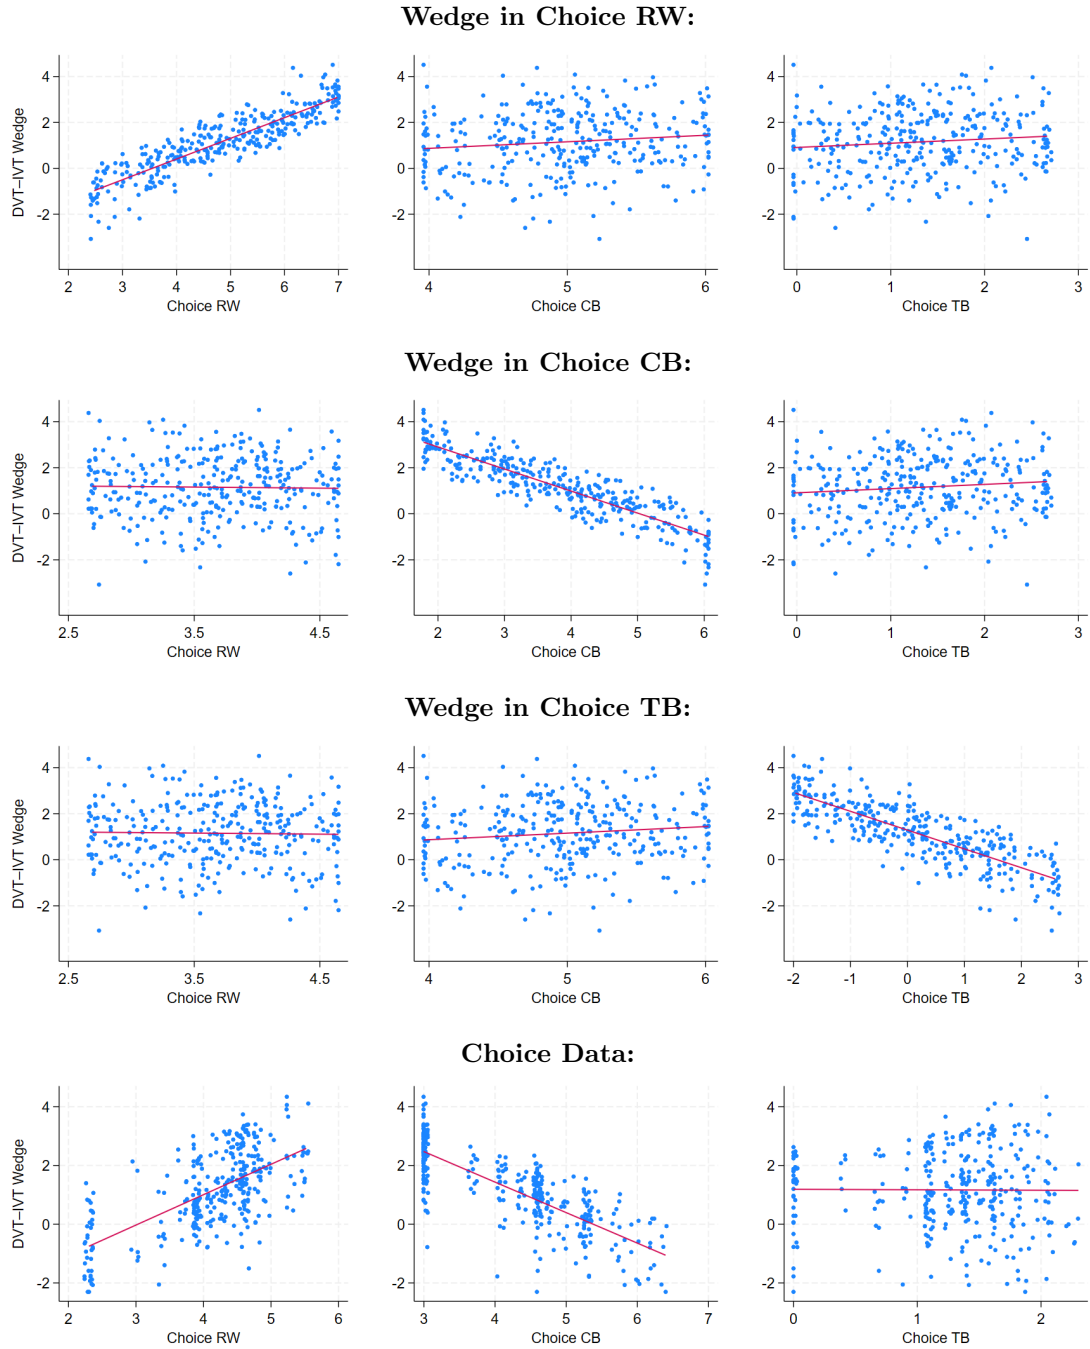 Wedge in Choice RW:
DVT–IVT Wedge
4
2
0
-2
2 3 4 5 6 7
Choice RW
4
2
0
-2
4 5 6
Choice CB
4
2
0
-2
0 1 2 3
Choice TB
Wedge in Choice CB:
DVT–IVT Wedge
4
2
0
-2
2.5 3.5 4.5
Choice RW
4
2
0
-2
2 3 4 5 6
Choice CB
4
2
0
-2
0 1 2 3
Choice TB
Wedge in Choice TB:
DVT–IVT Wedge
4
2
0
-2
2.5 3.5 4.5
Choice RW
4
2
0
-2
4 5 6
Choice CB
4
2
0
-2
-2 -1 0 1 2 3
Choice TB
Choice Data:
DVT–IVT Wedge
4
2
0
-2
2 3 4 5 6
Choice RW
4
2
0
-2
3 4 5 6 7
Choice CB
4
2
0
-2
0 1 2
Choice TB